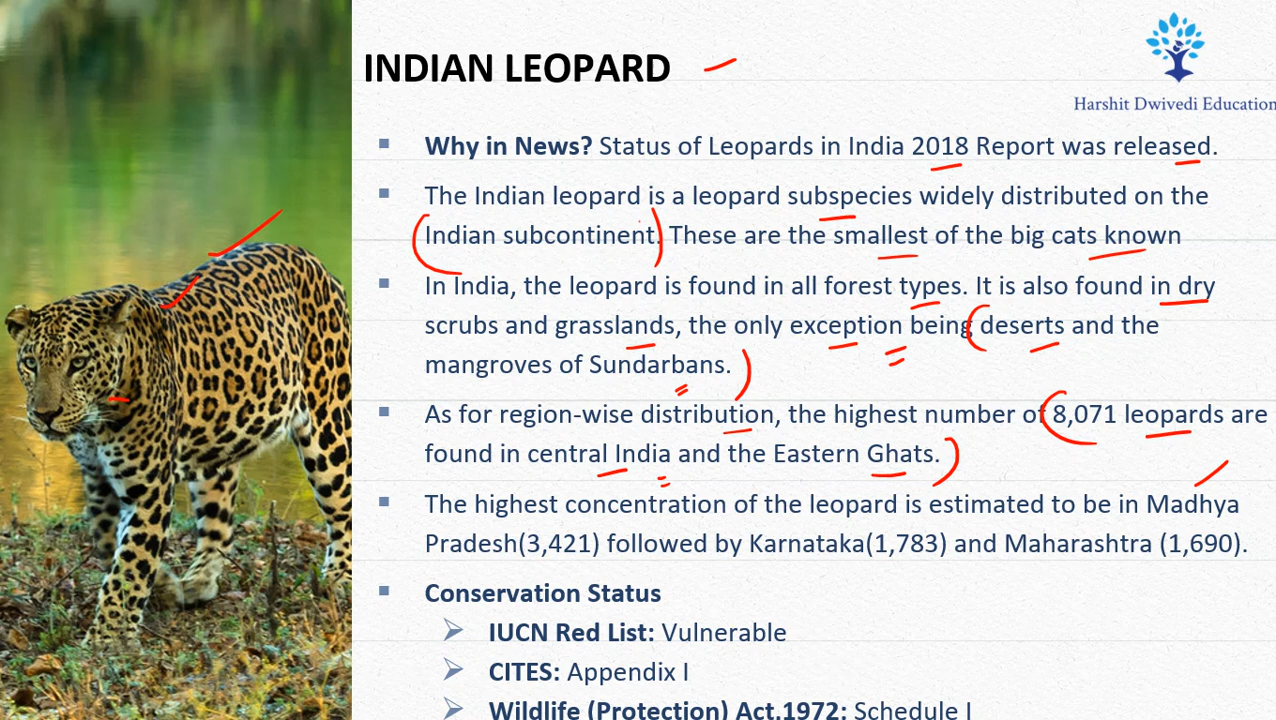 INDIAN LEOPARD
Harshit Dwivedi Education
Why in News? Status of Leopards in India 2018 Report was released.
The Indian leopard is a leopard subspecies widely distributed on the
Indian subcontinent. These are the smallest of the big cats known
In India, the leopard is found in all forest types. It is also found in dry
scrubs and grasslands, the only exception being deserts and the
mangroves of Sundarbans.
As for region-wise distribution, the highest number of 8,071 leopards are
found in central India and the Eastern Ghats.
The highest concentration of the leopard is estimated to be in Madhya
Pradesh(3,421) followed by Karnataka(1,783) and Maharashtra (1,690).
Conservation Status
IUCN Red List: Vulnerable
CITES: Appendix I
Wildlife (Protection) Act.1972: Schedule I